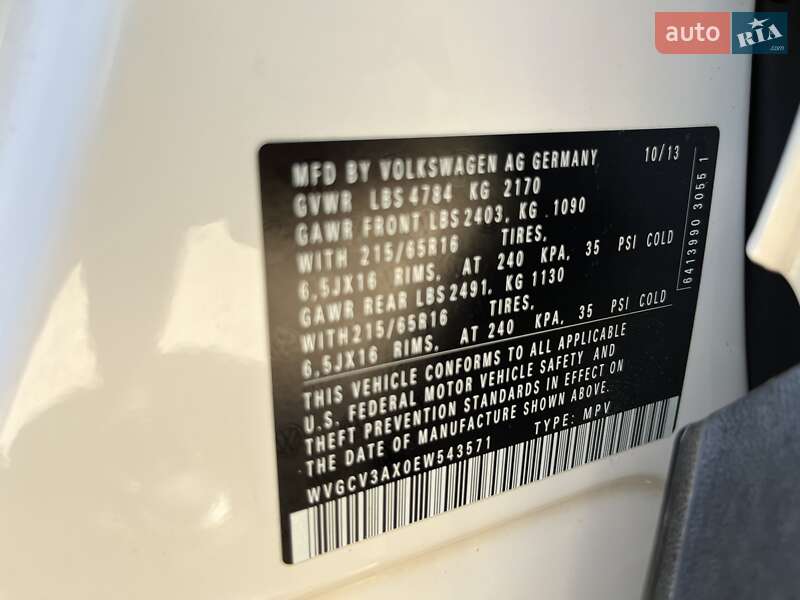 auto RIA.com
MFD BY VOLKSWAGEN AG GERMANY 10/13
GVWR LBS 4784 KG 2170
GAWR FRONT LBS 2403, KG .1090
WITH 215/65R16 TIRES,
6,5JX16 RIMS, AT 240 KPA, 35 PSI COLD
GAWR REAR LBS 2491, KG 1130
WITH 215/65R16 TIRES,
6,5JX16 RIMS, AT 240 KPA, 35 PSI COLD
THIS VEHICLE CONFORMS TO ALL APPLICABLE
U.S. FEDERAL MOTOR VEHICLE SAFETY AND
THEFT PREVENTION STANDARDS IN EFFECT ON
THE DATE OF MANUFACTURE SHOWN ABOVE.
WVGCV3AX0EW543571 TYPE: MPV
6413990 3055 1